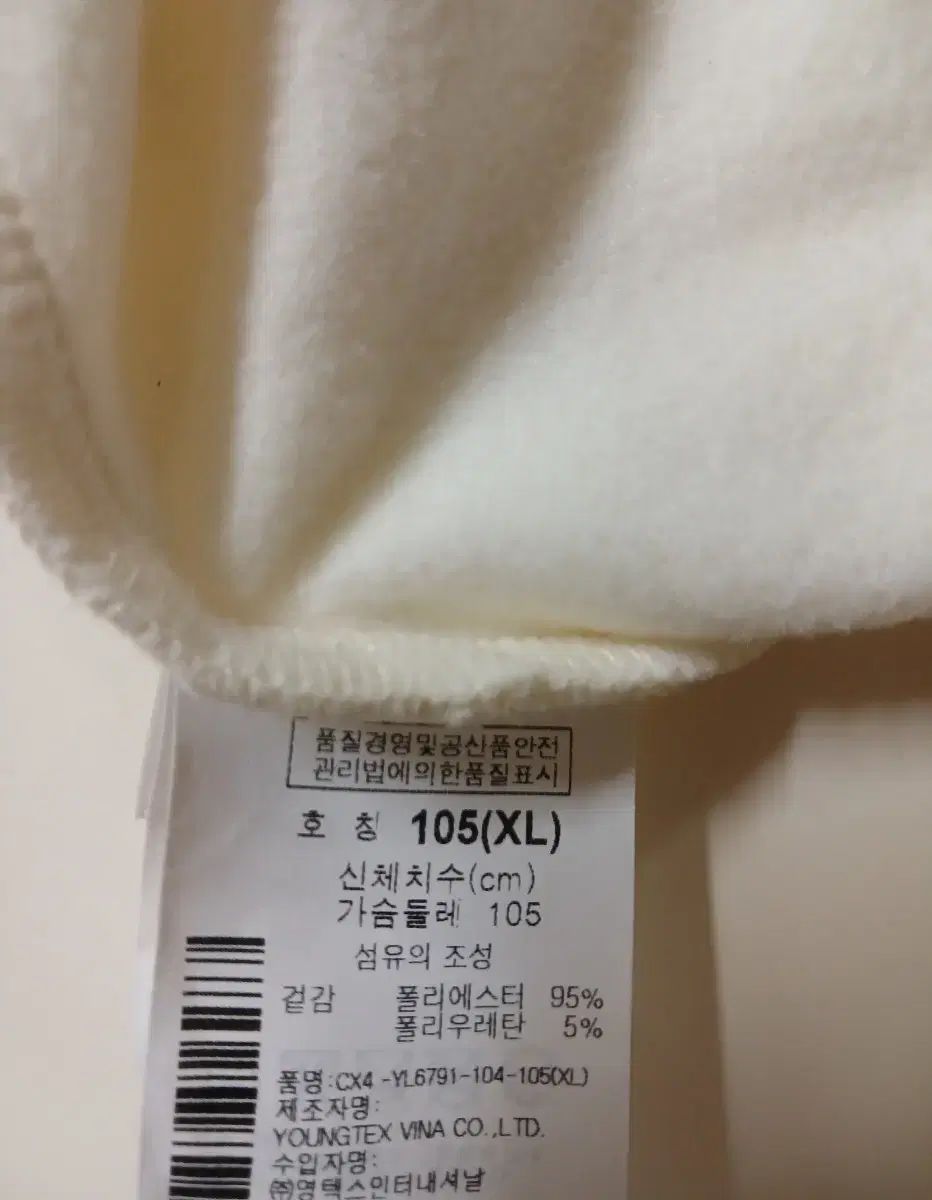 품질경영및공산품안전
관리법에의한품질표시
호 칭 105(XL)
신체치수(cm)
가슴둘레 105
섬유의 조성
겉감 폴리에스터 95%
폴리우레탄 5%
품명:CX4-YL6791-104-105(XL)
제조자명:
YOUNGTEX VINA CO.,LTD.
수입자명:
㈜영텍스인터내셔날